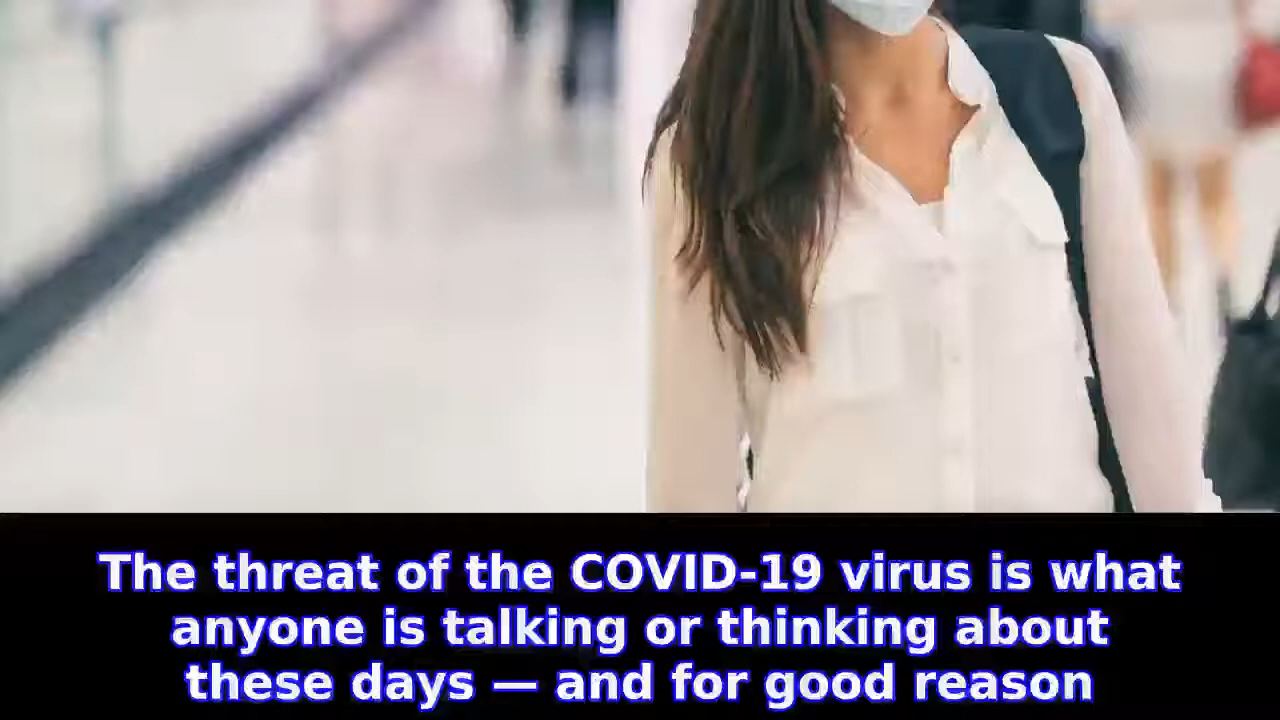 The threat of the COVID-19 virus is what
anyone is talking or thinking about
these days — and for good reason